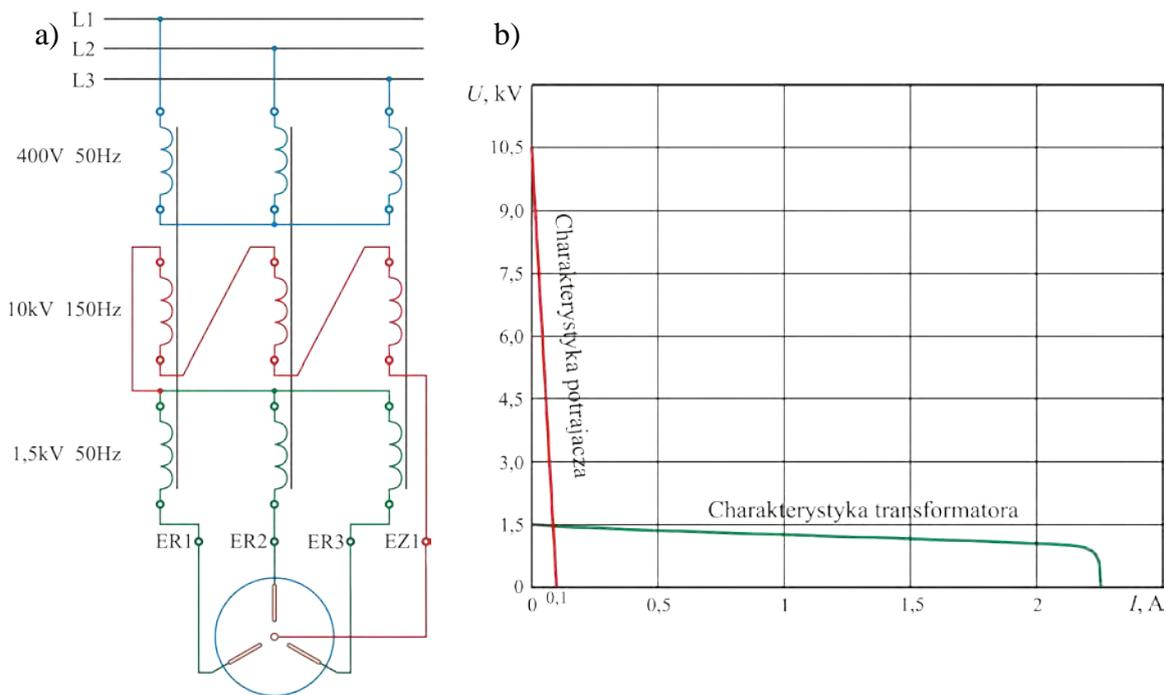 a)
L1
L2
L3
400V 50Hz
10kV 150Hz
1,5kV 50Hz
ER1 ER2 ER3 EZ1
b)
U, kV
10,5
9,0
7,5
6,0
4,5
3,0
1,5
0
Charakterystyka potrajacza
Charakterystyka transformatora
0 0,1 0,5 1 1,5 2 I, A